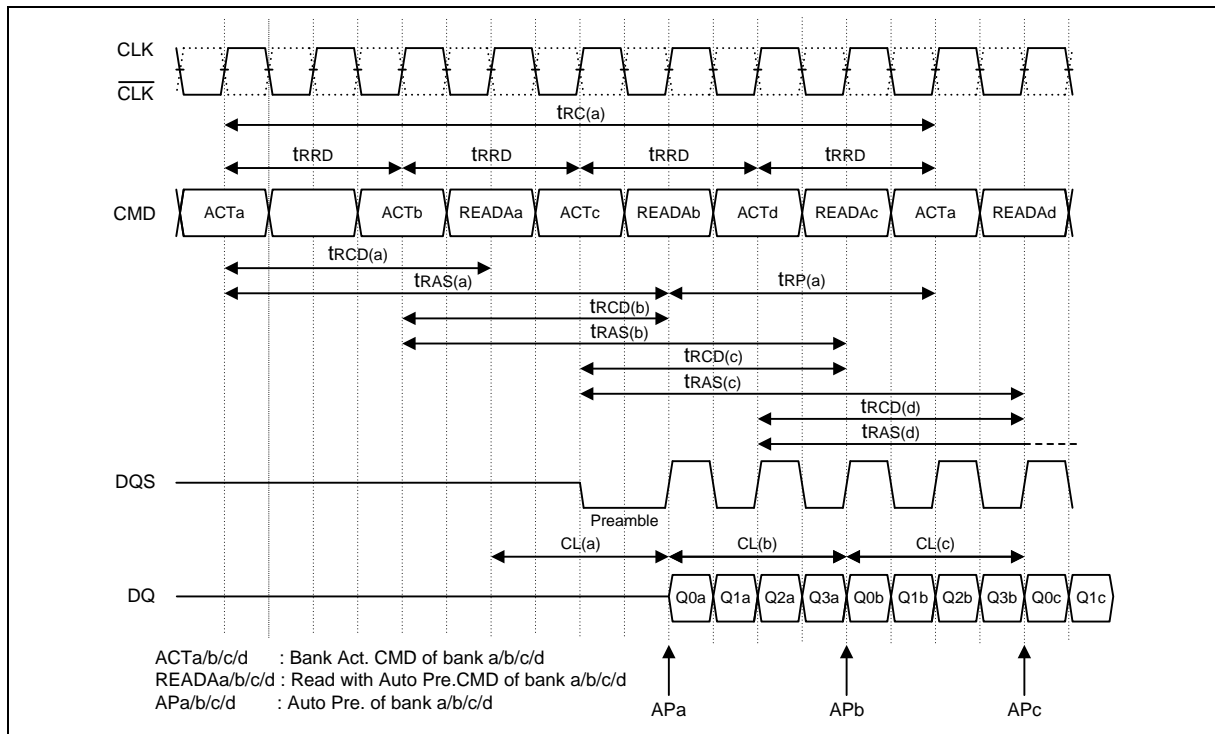 CLK
CLK
tRC(a)
tRRD tRRD tRRD tRRD
CMD ACTa ACTb READAa ACTc READAb ACTd READAc ACTa READAd
tRCD(a)
tRAS(a) tRP(a)
tRCD(b)
tRAS(b)
tRCD(c)
tRAS(c)
tRCD(d)
tRAS(d)
DQS
Preamble
CL(a) CL(b) CL(c)
DQ Q0a Q1a Q2a Q3a Q0b Q1b Q2b Q3b Q0c Q1c
ACTa/b/c/d : Bank Act. CMD of bank a/b/c/d
READAa/b/c/d : Read with Auto Pre.CMD of bank a/b/c/d
APa/b/c/d : Auto Pre. of bank a/b/c/d
APa APb APc